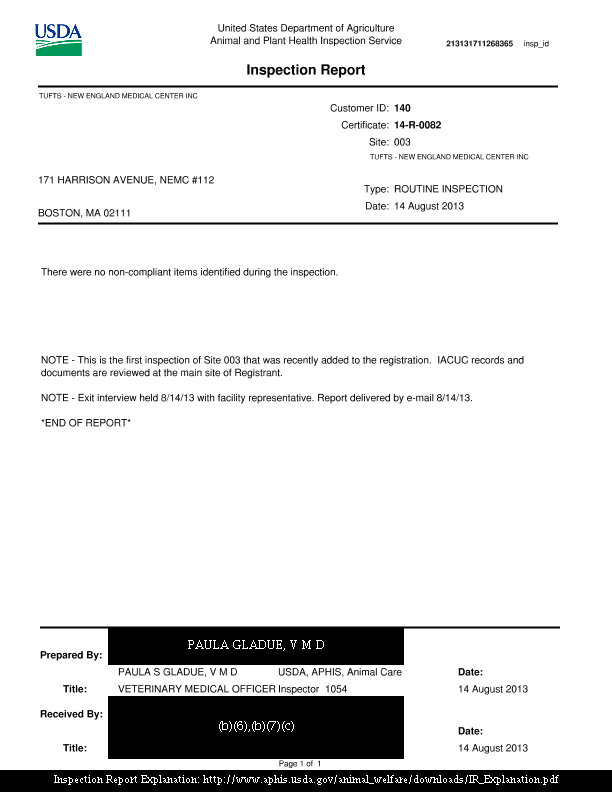 USDA
United States Department of Agriculture
Animal and Plant Health Inspection Service
213131711268365 insp_id
Inspection Report
TUFTS - NEW ENGLAND MEDICAL CENTER INC
Customer ID: 140
Certificate: 14-R-0082
Site: 003
TUFTS - NEW ENGLAND MEDICAL CENTER INC
171 HARRISON AVENUE, NEMC #112
Type: ROUTINE INSPECTION
Date: 14 August 2013
BOSTON, MA 02111
There were no non-compliant items identified during the inspection.
NOTE - This is the first inspection of Site 003 that was recently added to the registration.  IACUC records and
documents are reviewed at the main site of Registrant.
NOTE - Exit interview held 8/14/13 with facility representative. Report delivered by e-mail 8/14/13.
*END OF REPORT*
PAULA GLADUE, V M D
Prepared By:
PAULA S GLADUE, V M D USDA, APHIS, Animal Care Date:
Title: VETERINARY MEDICAL OFFICER Inspector 1054 14 August 2013
Received By:
(b)(6),(b)(7)(c)
Date:
Title: 14 August 2013
Page 1 of 1
Inspection Report Explanation: http://www.aphis.usda.gov/animal_welfare/downloads/IR_Explanation.pdf